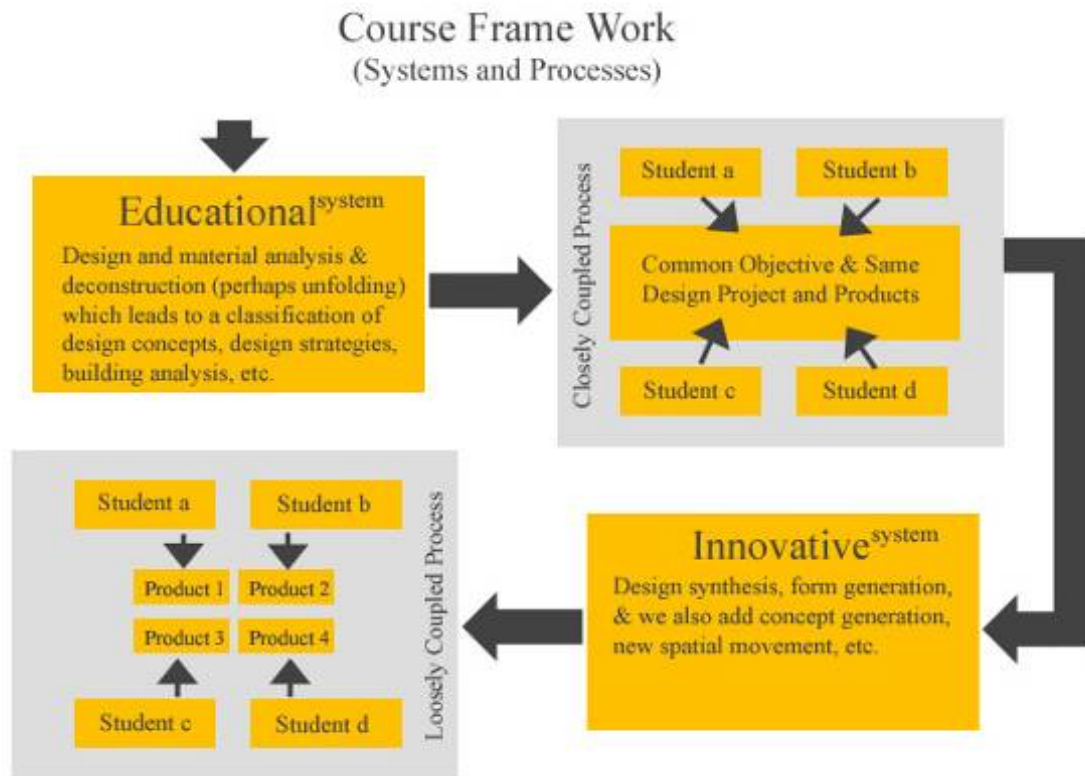 Course Frame Work
(Systems and Processes)
Educational system
Design and material analysis &
deconstruction (perhaps unfolding)
which leads to a classification of
design concepts, design strategies,
building analysis, etc.
Closely Coupled Process
Student a
Student b
Common Objective & Same
Design Project and Products
Student c
Student d
Innovative system
Design synthesis, form generation,
& we also add concept generation,
new spatial movement, etc.
Loosely Coupled Process
Student a
Student b
Product 1
Product 2
Product 3
Product 4
Student c
Student d